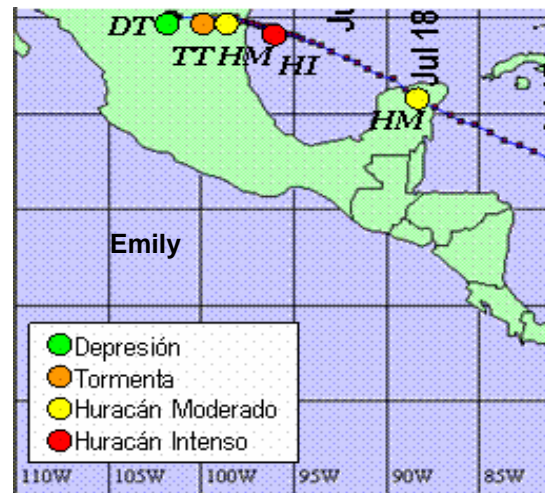 DT
TT HM HI
Jul 18
HM
Emily
Depresión
Tormenta
Huracán Moderado
Huracán Intenso
110W 105W 100W 95W 90W 85W